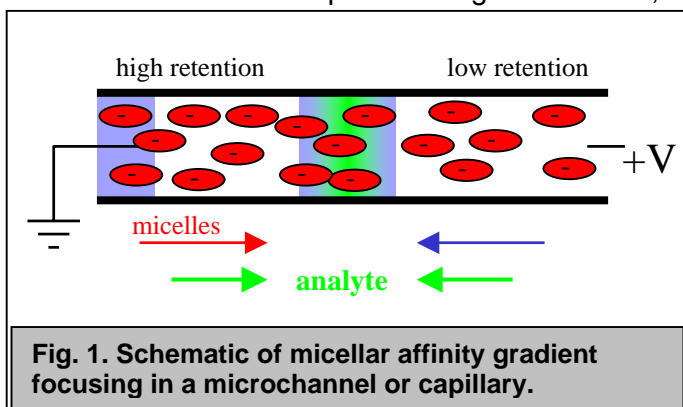 high retention low retention
- - - - - - - - - - - - - - - - - -
+V
micelles
analyte
Fig. 1. Schematic of micellar affinity gradient
focusing in a microchannel or capillary.